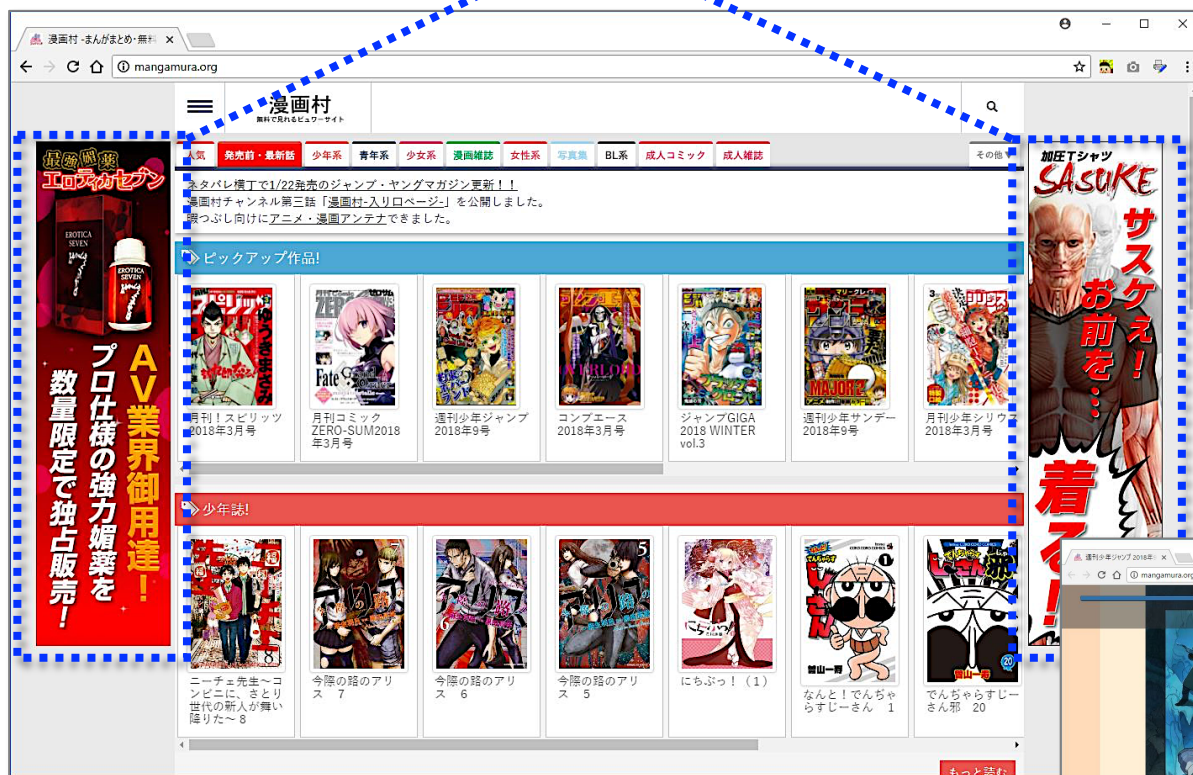 漫画村 -まんがまとめ・無料
mangamura.org
漫画村
無料で見れるビュワーサイト
人気
発売前・最新話
少年系
青年系
少女系
漫画雑誌
女性系
写真集
BL系
成人コミック
成人雑誌
その他
ネタバレ横丁で1/22発売のジャンプ・ヤングマガジン更新！！
漫画村チャンネル第三話「漫画村-入り口ページ-」を公開しました。
暇つぶし向けにアニメ・漫画アンテナできました。
最強媚薬
エロティカセブン
EROTICA
SEVEN
EROTICA
SEVEN
AV業界御用達！
プロ仕様の強力媚薬を
数量限定で独占販売！
加圧Tシャツ
SASUKE
サスケぇ！
お前を…
着る！
ピックアップ作品!
月刊！スピリッツ
2018年3月号
月刊コミック
ZERO-SUM2018
年3月号
週刊少年ジャンプ
2018年9号
コンプエース
2018年3月号
ジャンプGIGA
2018 WINTER
vol.3
週刊少年サンデー
2018年9号
月刊少年シリウス
2018年3月号
少年誌!
ニーチェ先生～コ
ンビニに、さとり
世代の新人が舞い
降りた～ 8
今際の路のアリ
ス　7
今際の路のアリ
ス　6
今際の路のアリ
ス　5
にちぶっ！（1）
なんと！でんぢゃ
らすじーさん　1
でんぢゃらすじー
さん邪　20
もっと読む
週刊少年ジャンプ 2018年
mangamura.org